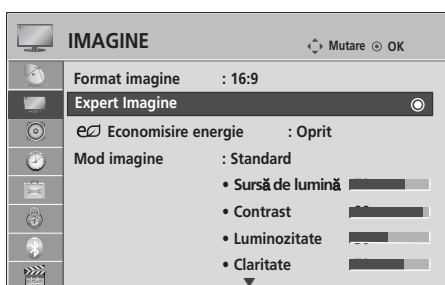 IMAGINE Mutare OK
Format imagine : 16:9
Expert Imagine
Economisire energie : Oprit
Mod imagine : Standard
• Sursă de lumină
• Contrast
• Luminozitate
• Claritate